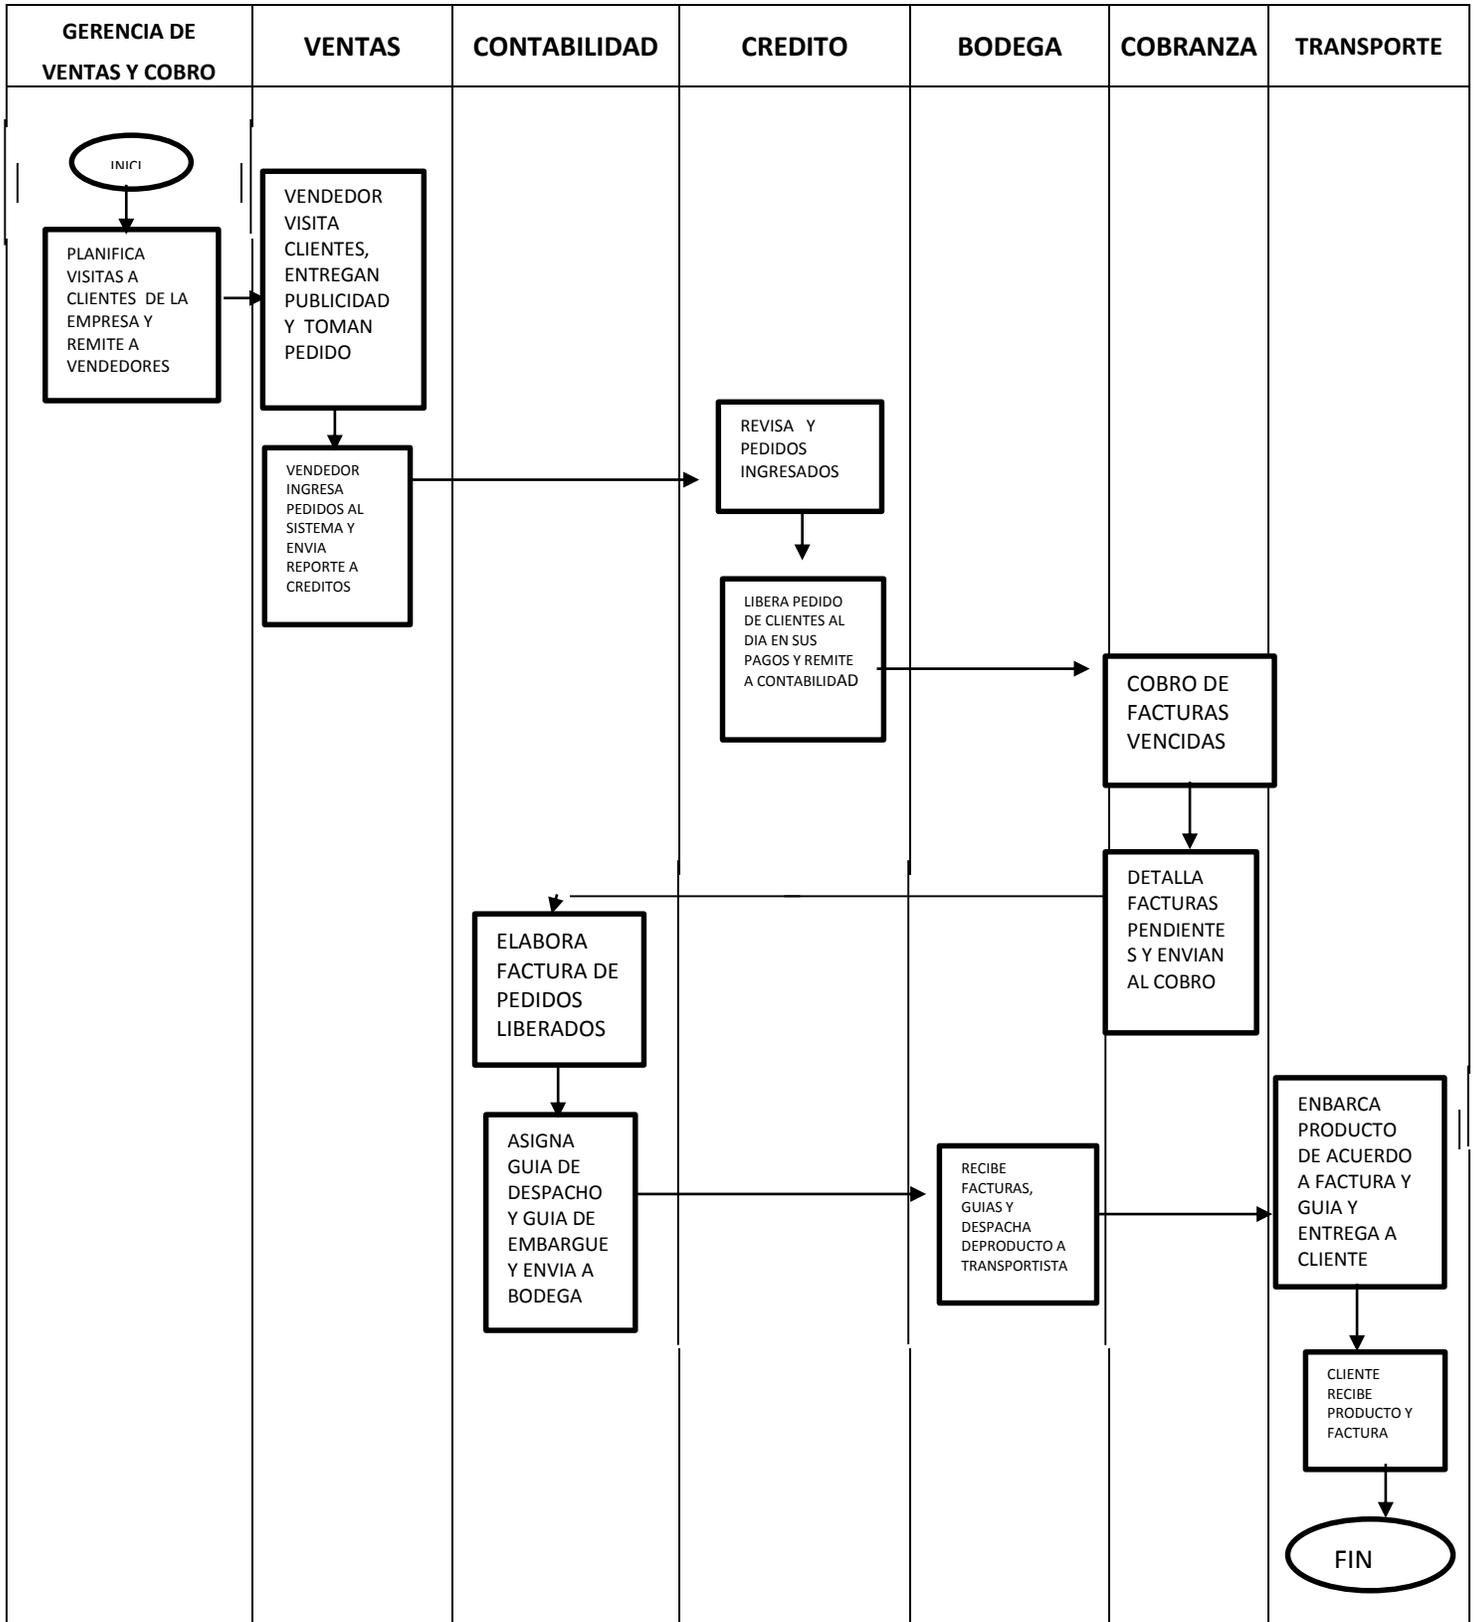 GERENCIA DE
VENTAS Y COBRO
VENTAS
CONTABILIDAD
CREDITO
BODEGA
COBRANZA
TRANSPORTE
INICI
PLANIFICA
VISITAS A
CLIENTES DE LA
EMPRESA Y
REMITE A
VENDEDORES
VENDEDOR
VISITA
CLIENTES,
ENTREGAN
PUBLICIDAD
Y TOMAN
PEDIDO
VENDEDOR
INGRESA
PEDIDOS AL
SISTEMA Y
ENVIA
REPORTE A
CREDITOS
REVISA Y
PEDIDOS
INGRESADOS
LIBERA PEDIDO
DE CLIENTES AL
DIA EN SUS
PAGOS Y REMITE
A CONTABILIDAD
COBRO DE
FACTURAS
VENCIDAS
DETALLA
FACTURAS
PENDIENTE
S Y ENVIAN
AL COBRO
ELABORA
FACTURA DE
PEDIDOS
LIBERADOS
ASIGNA
GUIA DE
DESPACHO
Y GUIA DE
EMBARGUE
Y ENVIA A
BODEGA
RECIBE
FACTURAS,
GUIAS Y
DESPACHA
DEPRODUCTO A
TRANSPORTISTA
ENBARCA
PRODUCTO
DE ACUERDO
A FACTURA Y
GUIA Y
ENTREGA A
CLIENTE
CLIENTE
RECIBE
PRODUCTO Y
FACTURA
FIN